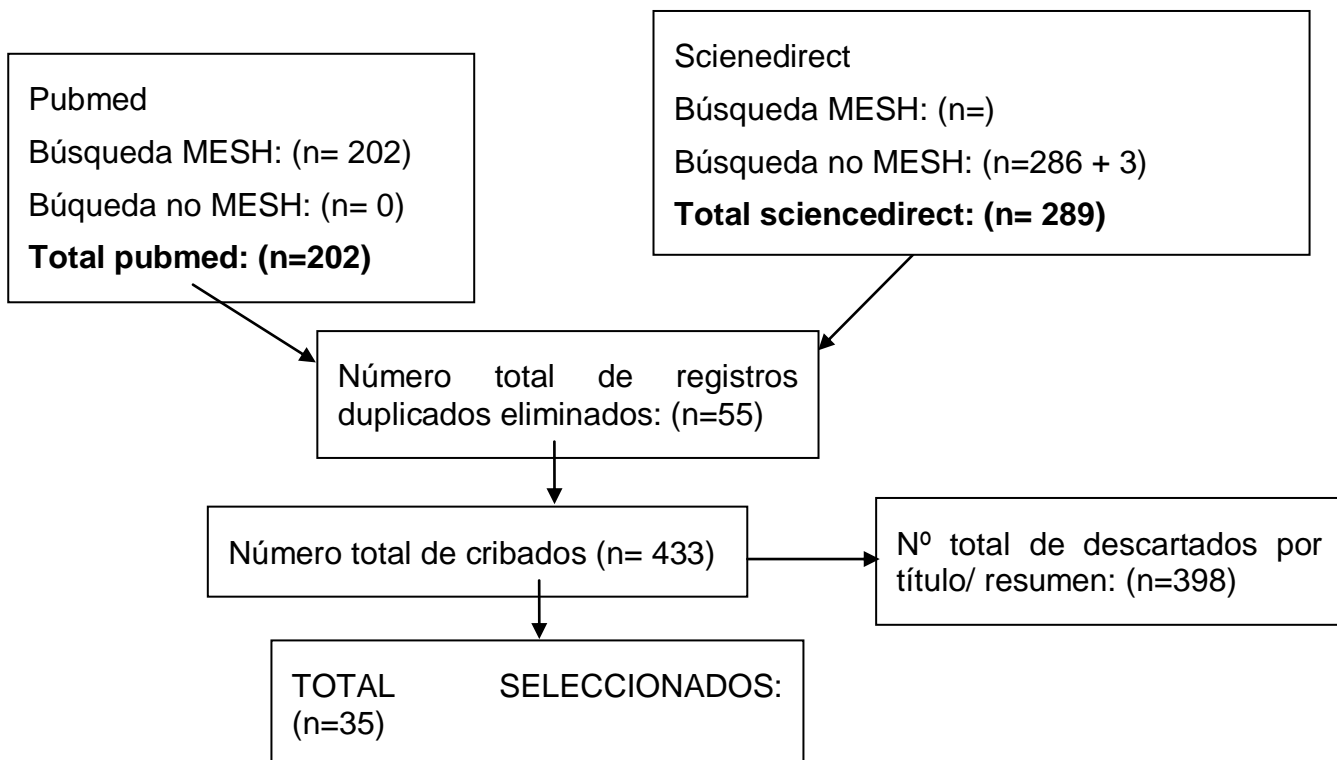 Pubmed
Búsqueda MESH: (n= 202)
Búqueda no MESH: (n= 0)
Total pubmed: (n=202)
Scienedirect
Búsqueda MESH: (n=)
Búsqueda no MESH: (n=286 + 3)
Total sciencedirect: (n= 289)
Número total de registros
duplicados eliminados: (n=55)
Número total de cribados (n= 433)
Nº total de descartados por
título/ resumen: (n=398)
TOTAL SELECCIONADOS:
(n=35)